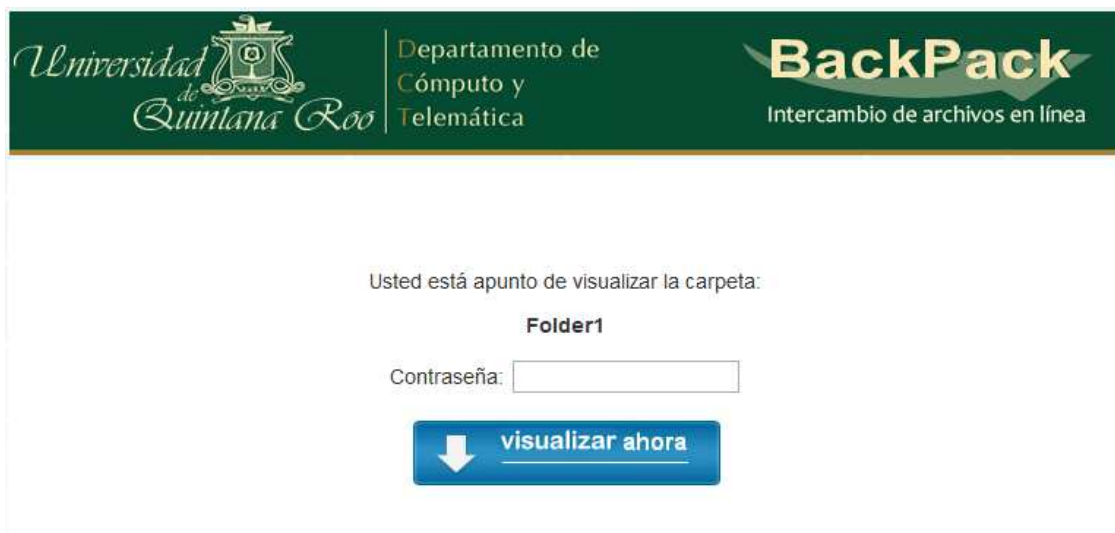 Universidad
de
Quintana Roo
Departamento de
Cómputo y
Telemática
BackPack
Intercambio de archivos en línea
Usted está apunto de visualizar la carpeta:
Folder1
Contraseña:
visualizar ahora